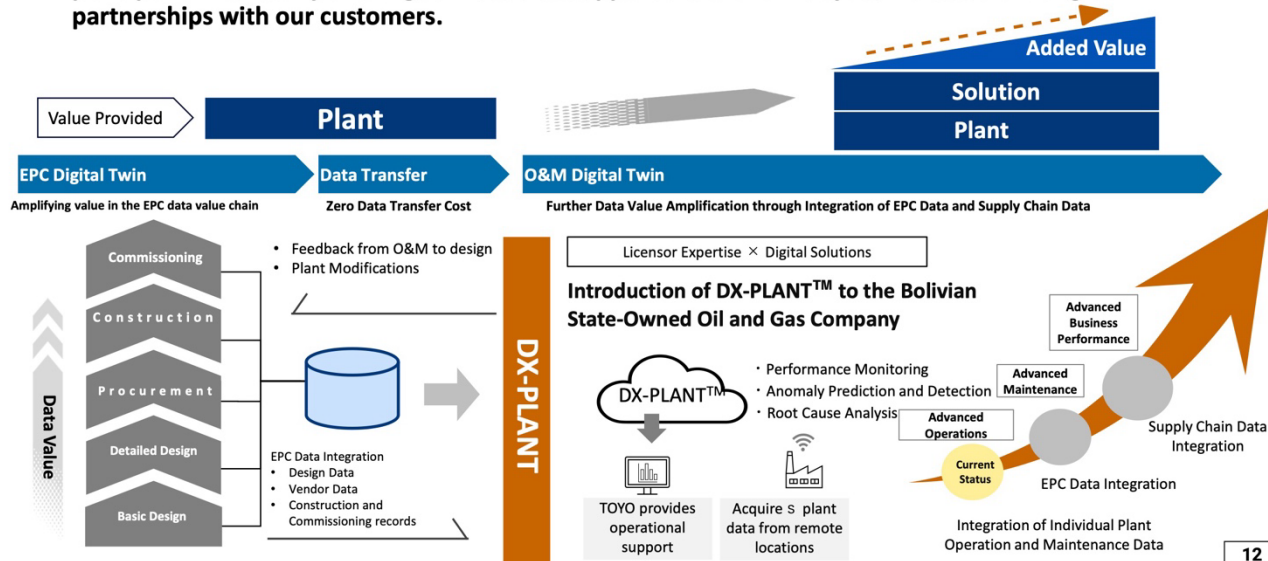 partnerships with our customers.
Added Value
Solution
Plant
Value Provided
Plant
EPC Digital Twin
Data Transfer
O&M Digital Twin
Amplifying value in the EPC data value chain
Zero Data Transfer Cost
Further Data Value Amplification through Integration of EPC Data and Supply Chain Data
Data Value
Commissioning
Construction
Procurement
Detailed Design
Basic Design
• Feedback from O&M to design
• Plant Modifications
EPC Data Integration
• Design Data
• Vendor Data
• Construction and
Commissioning records
DX-PLANT
Licensor Expertise × Digital Solutions
Introduction of DX-PLANT™ to the Bolivian
State-Owned Oil and Gas Company
DX-PLANT™
・Performance Monitoring
・Anomaly Prediction and Detection
・Root Cause Analysis
TOYO provides
operational
support
Acquire s plant
data from remote
locations
Advanced
Business
Performance
Advanced
Maintenance
Advanced
Operations
Current
Status
Supply Chain Data
Integration
EPC Data Integration
Integration of Individual Plant
Operation and Maintenance Data
12